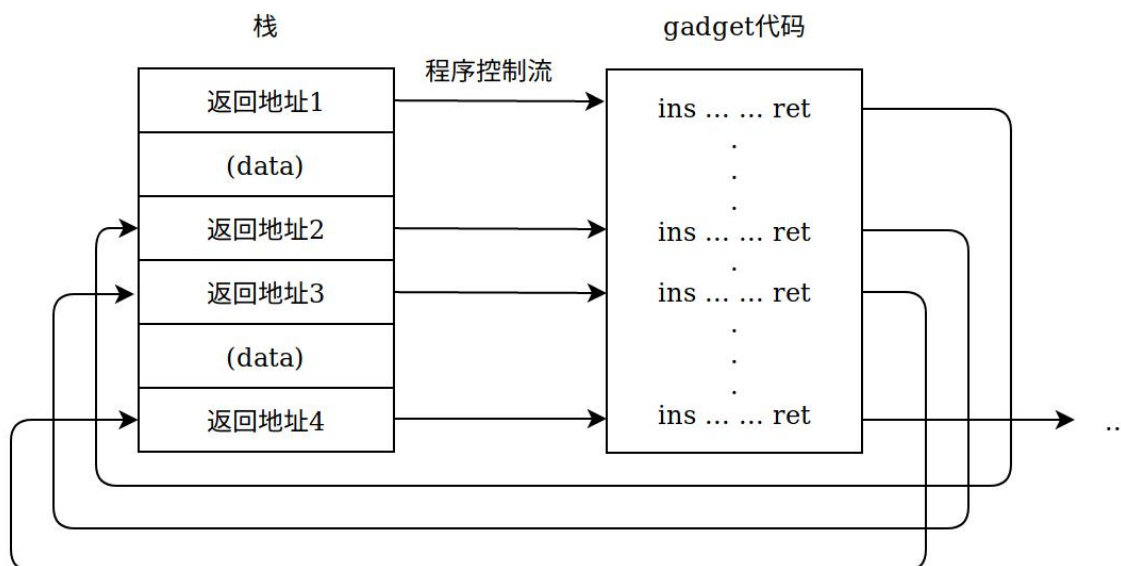 栈
gadget代码
程序控制流
返回地址1
(data)
返回地址2
返回地址3
(data)
返回地址4
ins ... ... ret
.
.
.
ins ... ... ret
.
ins ... ... ret
.
.
.
ins ... ... ret
..